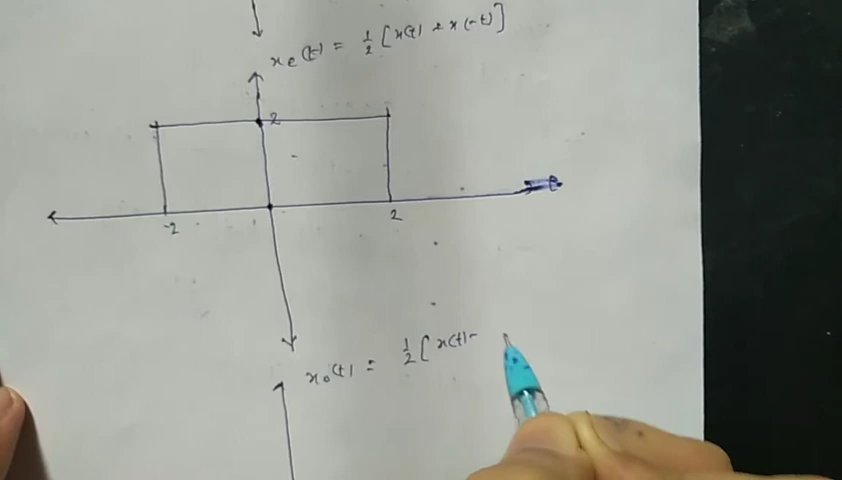 xe(t) = 1/2 [x(t) + x(-t)]
2
-2
2
xo(t) = 1/2 [x(t)-